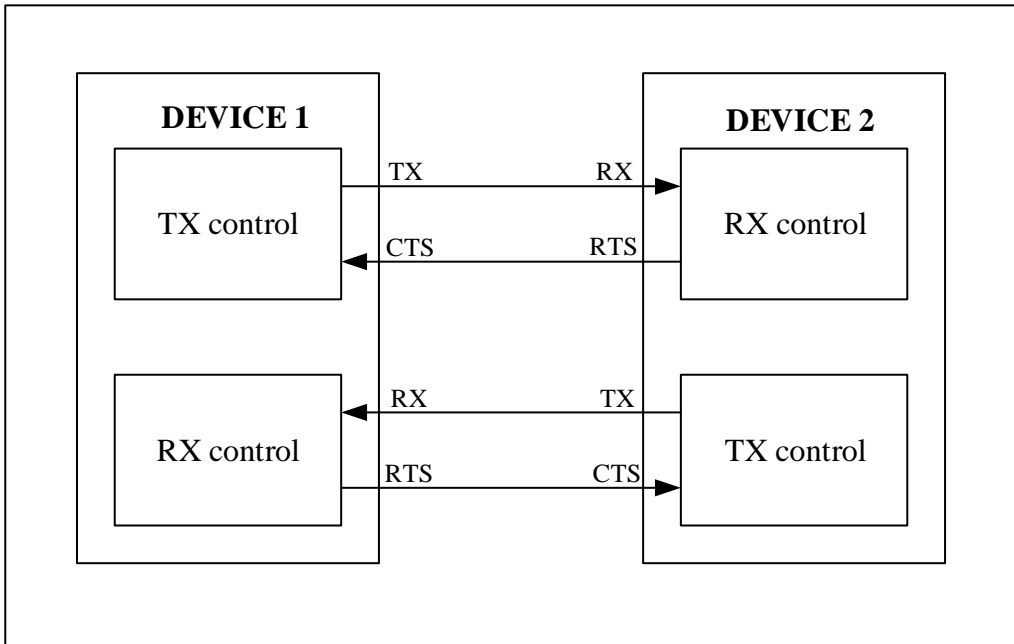 DEVICE 1
DEVICE 2
TX control
TX
RX
RX control
CTS
RTS
RX control
RX
TX
TX control
RTS
CTS